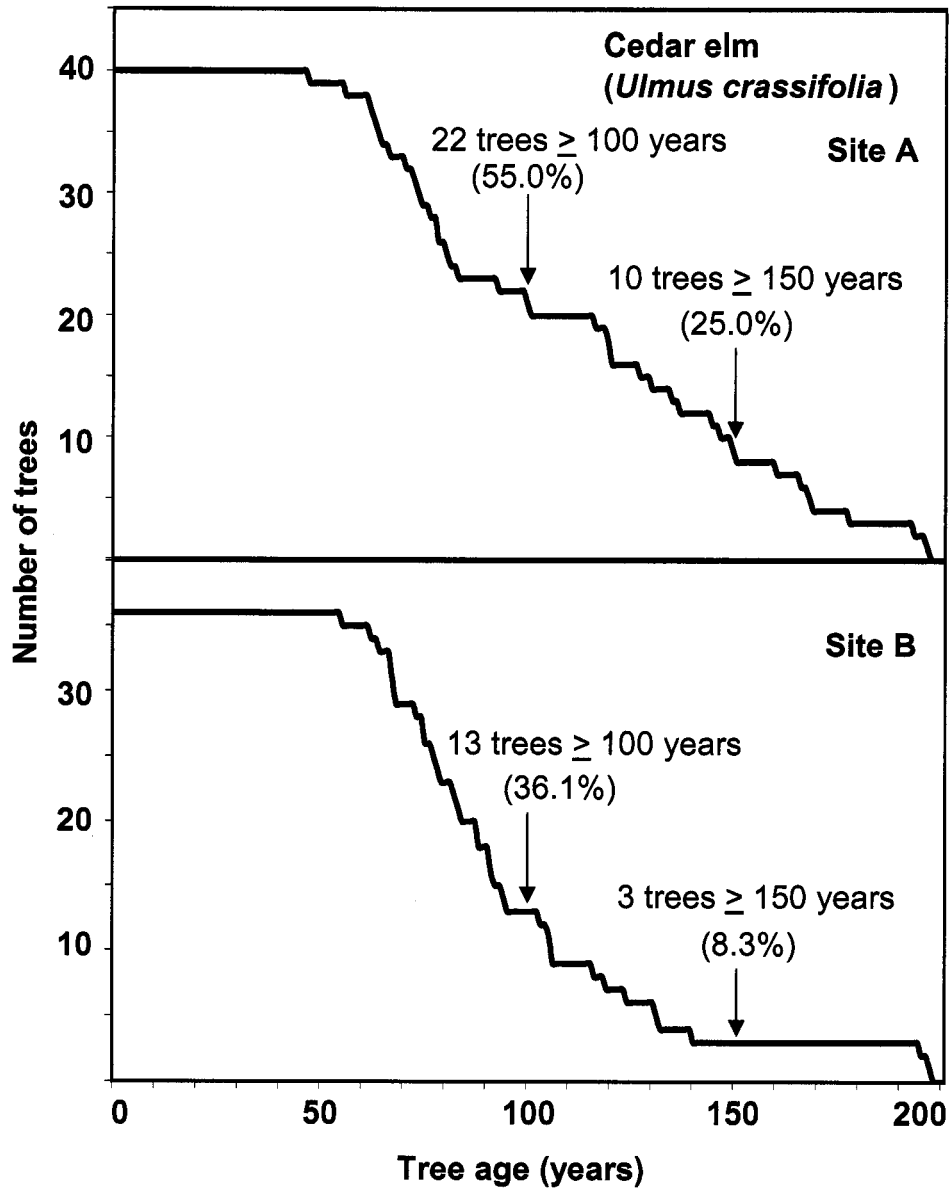 Cedar elm
(Ulmus crassifolia)
Site A
22 trees ≥ 100 years
(55.0%)
10 trees ≥ 150 years
(25.0%)
40
30
20
10
Number of trees
Site B
13 trees ≥ 100 years
(36.1%)
3 trees ≥ 150 years
(8.3%)
30
20
10
0 50 100 150 200
Tree age (years)